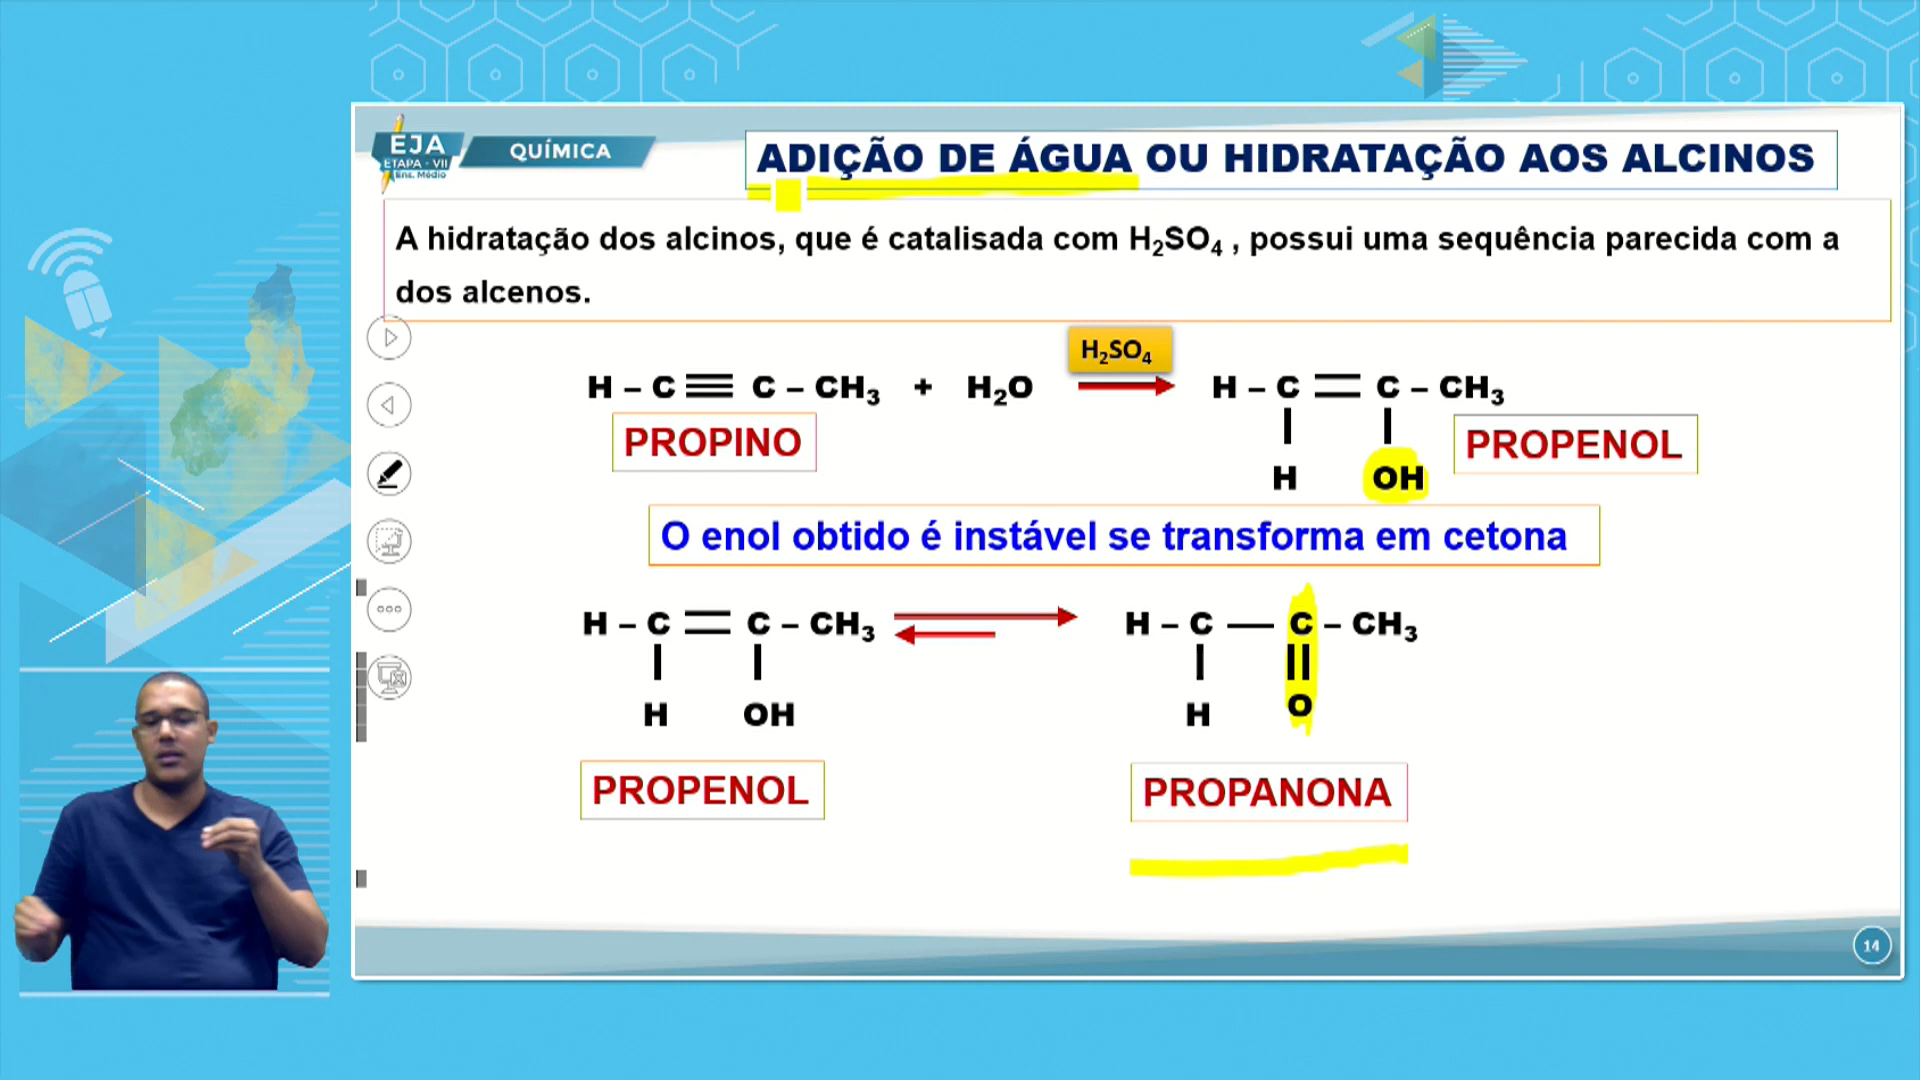 EJA
ETAPA - VII
Ens. Médio
QUÍMICA
ADIÇÃO DE ÁGUA OU HIDRATAÇÃO AOS ALCINOS
A hidratação dos alcinos, que é catalisada com H₂SO₄ , possui uma sequência parecida com a
dos alcenos.
H₂SO₄
H – C ≡ C – CH₃ + H₂O
H – C = C – CH₃
PROPINO
PROPENOL
H OH
O enol obtido é instável se transforma em cetona
H – C = C – CH₃
H – C — C – CH₃
H OH
H O
PROPENOL
PROPANONA
14